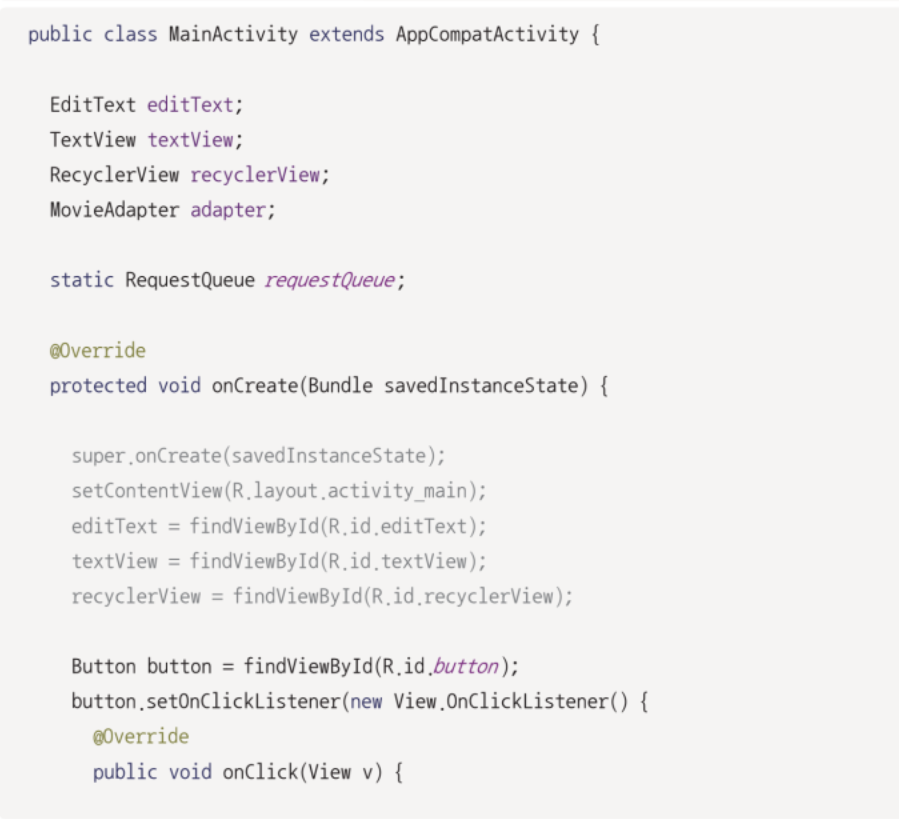 public class MainActivity extends AppCompatActivity {
EditText editText;
TextView textView;
RecyclerView recyclerView;
MovieAdapter adapter;
static RequestQueue requestQueue;
@Override
protected void onCreate(Bundle savedInstanceState) {
super.onCreate(savedInstanceState);
setContentView(R.layout.activity_main);
editText = findViewById(R.id.editText);
textView = findViewById(R.id.textView);
recyclerView = findViewById(R.id.recyclerView);
Button button = findViewById(R.id.button);
button.setOnClickListener(new View.OnClickListener() {
@Override
public void onClick(View v) {